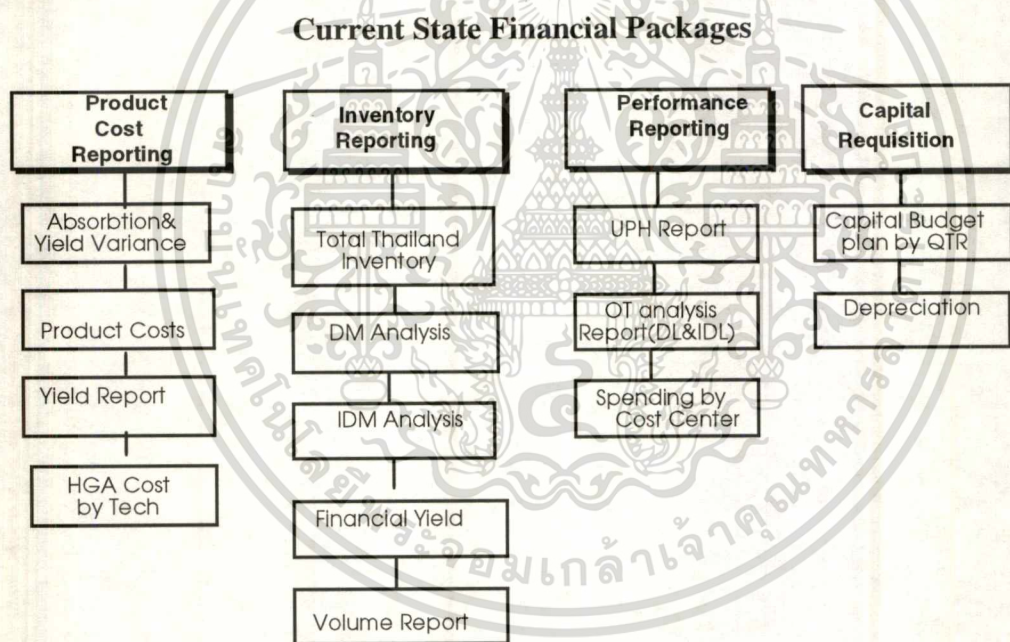 Current State Financial Packages
Product
Cost
Reporting
Absorbtion&
Yield Variance
Product Costs
Yield Report
HGA Cost
by Tech
Inventory
Reporting
Total Thailand
Inventory
DM Analysis
IDM Analysis
Financial Yield
Volume Report
Performance
Reporting
UPH Report
OT analysis
Report(DL&IDL)
Spending by
Cost Center
Capital
Requisition
Capital Budget
plan by QTR
Depreciation